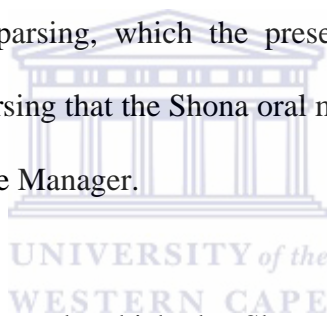 parsing, which the prese
rsing that the Shona oral m
e Manager.
UNIVERSITY of the
WESTERN CAPE